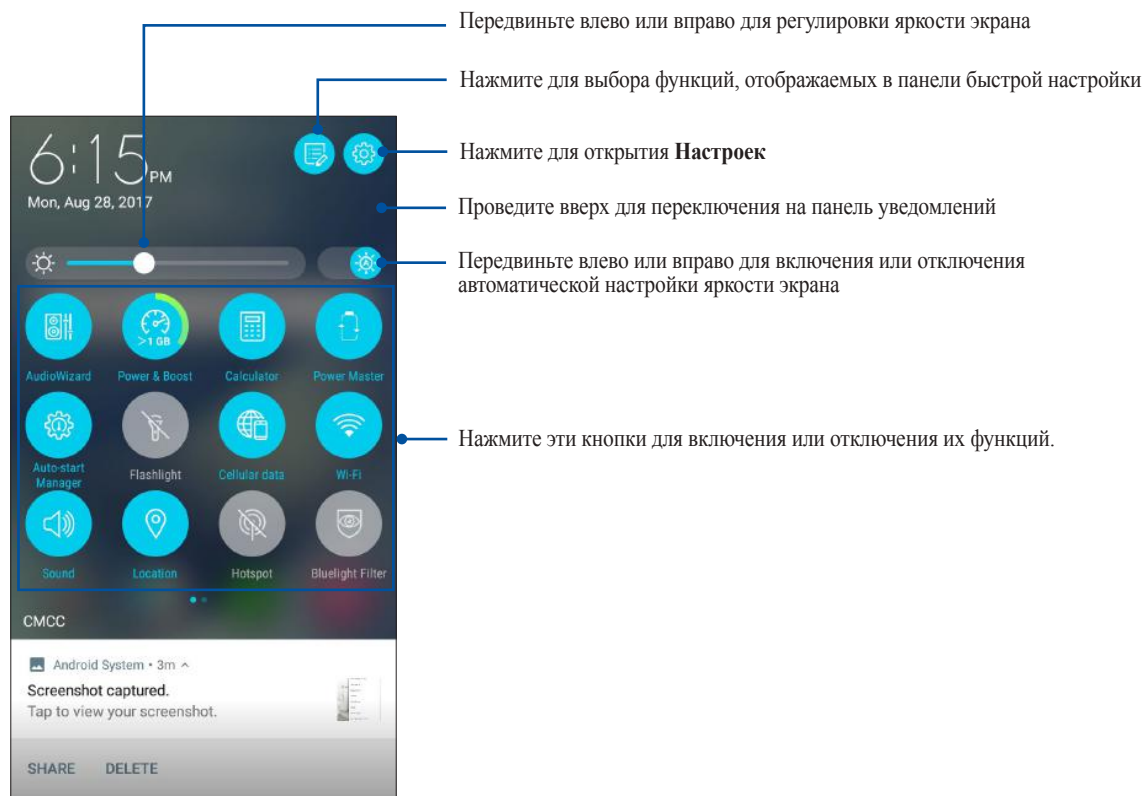 Передвиньте влево или вправо для регулировки яркости экрана
Нажмите для выбора функций, отображаемых в панели быстрой настройки
Нажмите для открытия Настроек
Проведите вверх для переключения на панель уведомлений
Передвиньте влево или вправо для включения или отключения
автоматической настройки яркости экрана
Нажмите эти кнопки для включения или отключения их функций.
6:15 PM
Mon, Aug 28, 2017
A
>1 GB
AudioWizard Power & Boost Calculator Power Master
Auto-start
Manager Flashlight Cellular data Wi-Fi
Sound Location Hotspot Bluelight Filter
CMCC
Android System • 3m
Screenshot captured.
Tap to view your screenshot.
SHARE DELETE